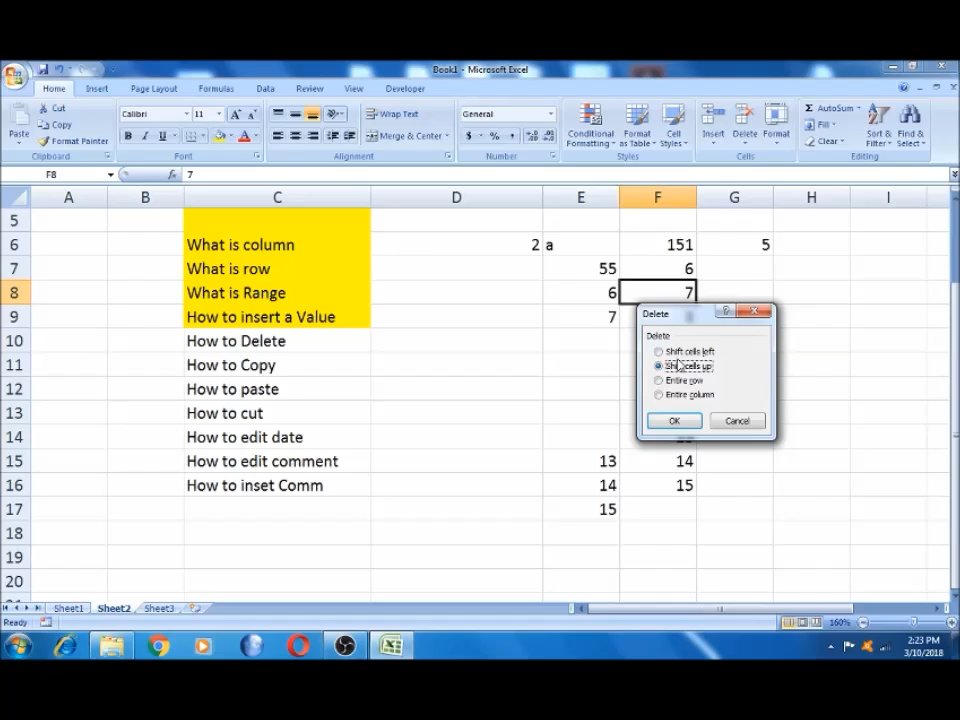 Book1 - Microsoft Excel
Home Insert Page Layout Formulas Data Review View Developer
Paste Cut Copy Format Painter Clipboard
Calibri 11 A A B I U A Font
Wrap Text Merge & Center Alignment
General $ % , Number
Conditional Formatting Format as Table Cell Styles Styles
Insert Delete Format Cells
Σ AutoSum Fill Clear Sort & Filter Find & Select Editing
F8 fx 7
A B C D E F G H I
5
6 What is column 2 a 151 5
7 What is row 55 6
8 What is Range 6 7
9 How to insert a Value 7
10 How to Delete
11 How to Copy
12 How to paste
13 How to cut
14 How to edit date
15 How to edit comment 13 14
16 How to inset Comm 14 15
17 15
18
19
20
Delete
Delete
Shift cells left
Shift cells up
Entire row
Entire column
OK Cancel
Sheet1 Sheet2 Sheet3
Ready 160%
2:23 PM
3/10/2018